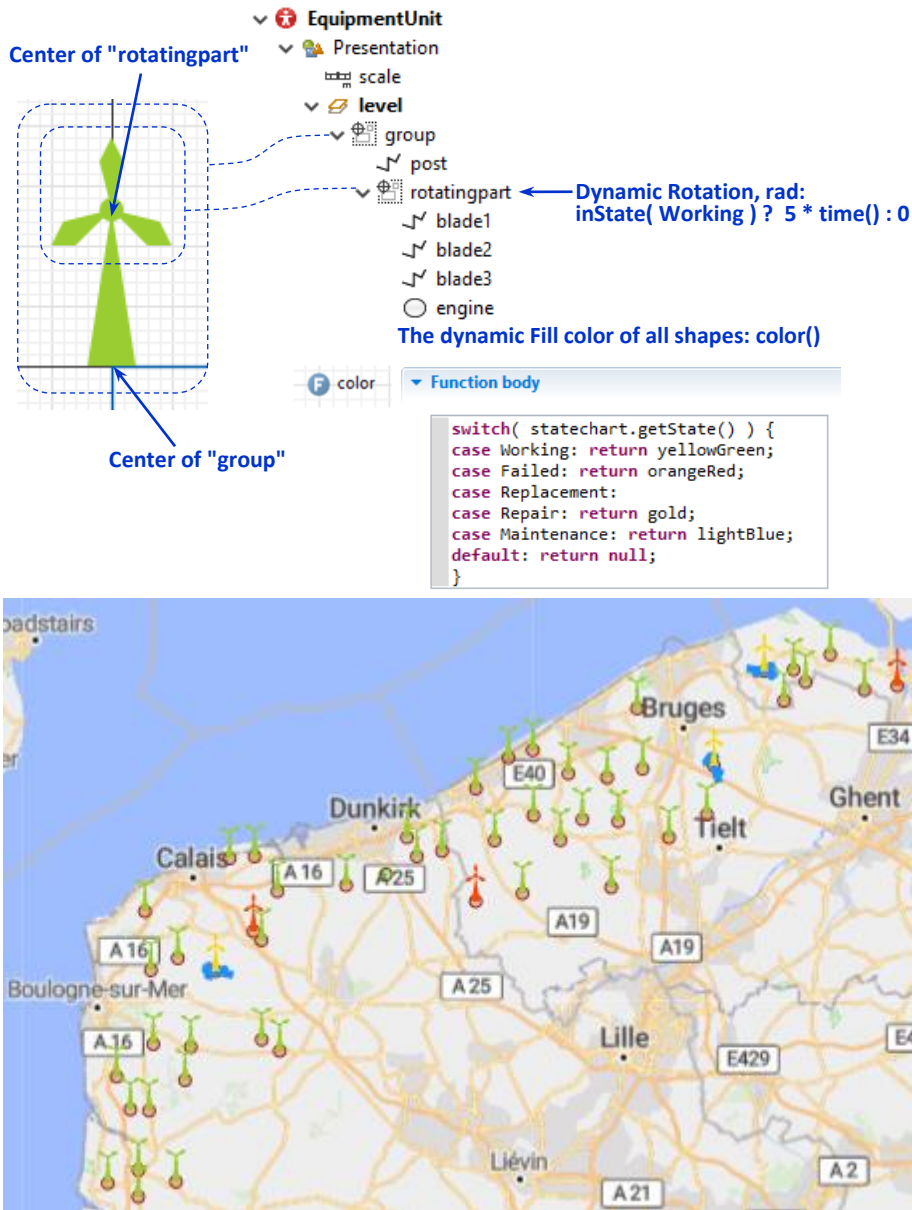 EquipmentUnit
Presentation
Center of "rotatingpart"
scale
level
group
post
rotatingpart
Dynamic Rotation, rad:
inState( Working ) ? 5 * time() : 0
blade1
blade2
blade3
engine
The dynamic Fill color of all shapes: color()
F color
Function body
Center of "group"
switch( statechart.getState() ) {
case Working: return yellowGreen;
case Failed: return orangeRed;
case Replacement:
case Repair: return gold;
case Maintenance: return lightBlue;
default: return null;
}
oadstairs
Bruges
E34
er
E40
Ghent
Dunkirk
Tielt
Calais
A 16
A 25
A19
A 16
A19
A 25
Boulogne-sur-Mer
A 16
Lille
E4
E429
Liévin
A 2
A 21